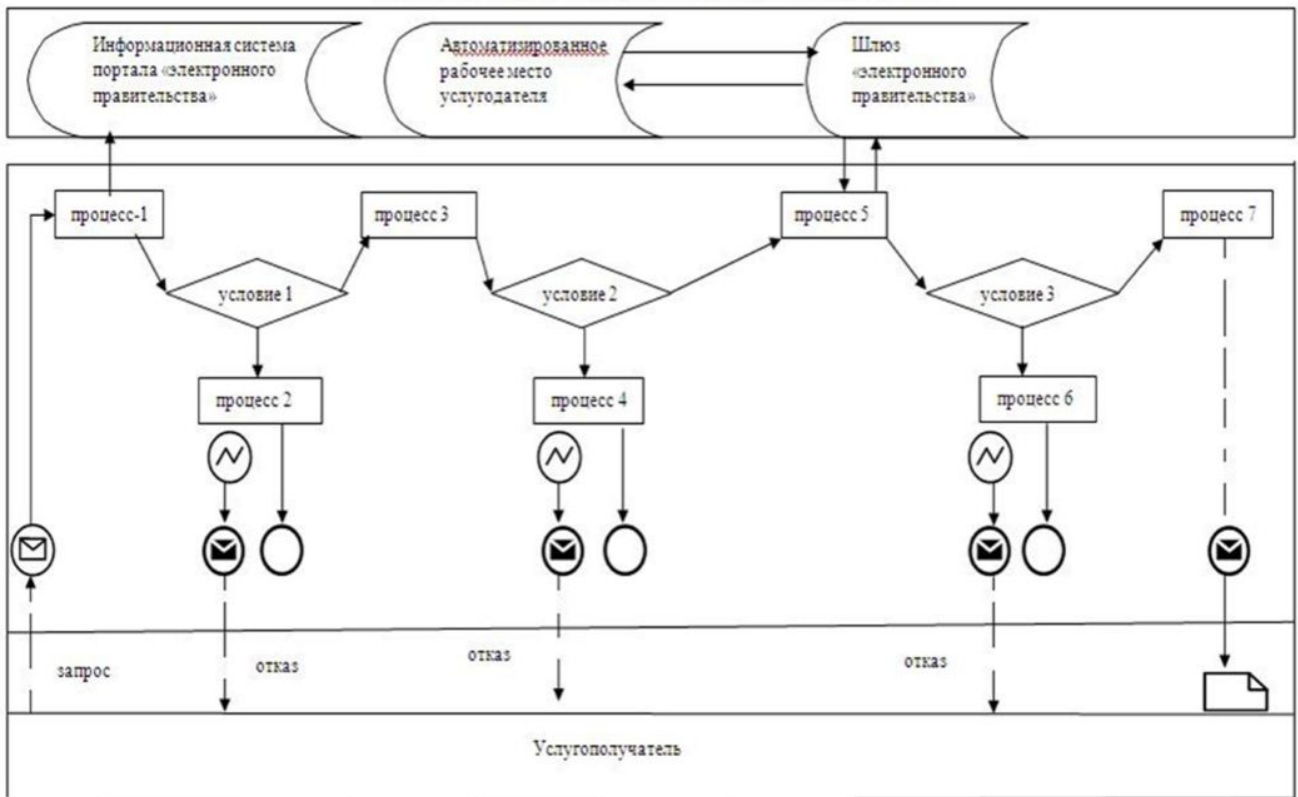 Информационная система
портала «электронного
правительства»
Автоматизированное
рабочее место
услугодателя
Шлюз
«электронного
правительства»
процесс-1
процесс 3
процесс 5
процесс 7
условие 1
условие 2
условие 3
процесс 2
процесс 4
процесс 6
запрос
отказ
отказ
отказ
Услугополучатель